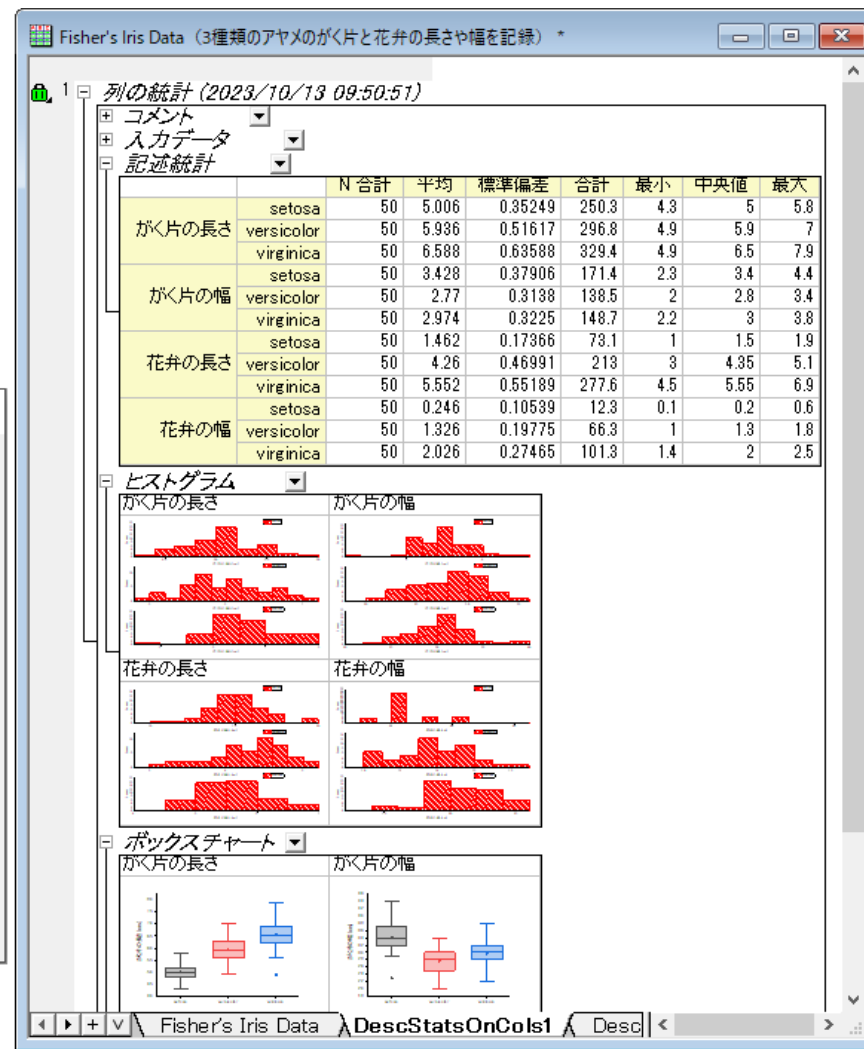 Fisher's Iris Data（3種類のアヤメのがく片と花弁の長さや幅を記録） *
1 列の統計 (2023/10/13 09:50:51)
コメント
入力データ
記述統計
N 合計 平均 標準偏差 合計 最小 中央値 最大
がく片の長さ setosa 50 5.006 0.35249 250.3 4.3 5 5.8
versicolor 50 5.936 0.51617 296.8 4.9 5.9 7
virginica 50 6.588 0.63588 329.4 4.9 6.5 7.9
がく片の幅 setosa 50 3.428 0.37906 171.4 2.3 3.4 4.4
versicolor 50 2.77 0.3138 138.5 2 2.8 3.4
virginica 50 2.974 0.3225 148.7 2.2 3 3.8
花弁の長さ setosa 50 1.462 0.17366 73.1 1 1.5 1.9
versicolor 50 4.26 0.46991 213 3 4.35 5.1
virginica 50 5.552 0.55189 277.6 4.5 5.55 6.9
花弁の幅 setosa 50 0.246 0.10539 12.3 0.1 0.2 0.6
versicolor 50 1.326 0.19775 66.3 1 1.3 1.8
virginica 50 2.026 0.27465 101.3 1.4 2 2.5
ヒストグラム
がく片の長さ がく片の幅
花弁の長さ 花弁の幅
ボックスチャート
がく片の長さ がく片の幅
Fisher's Iris Data DescStatsOnCols1 Desc